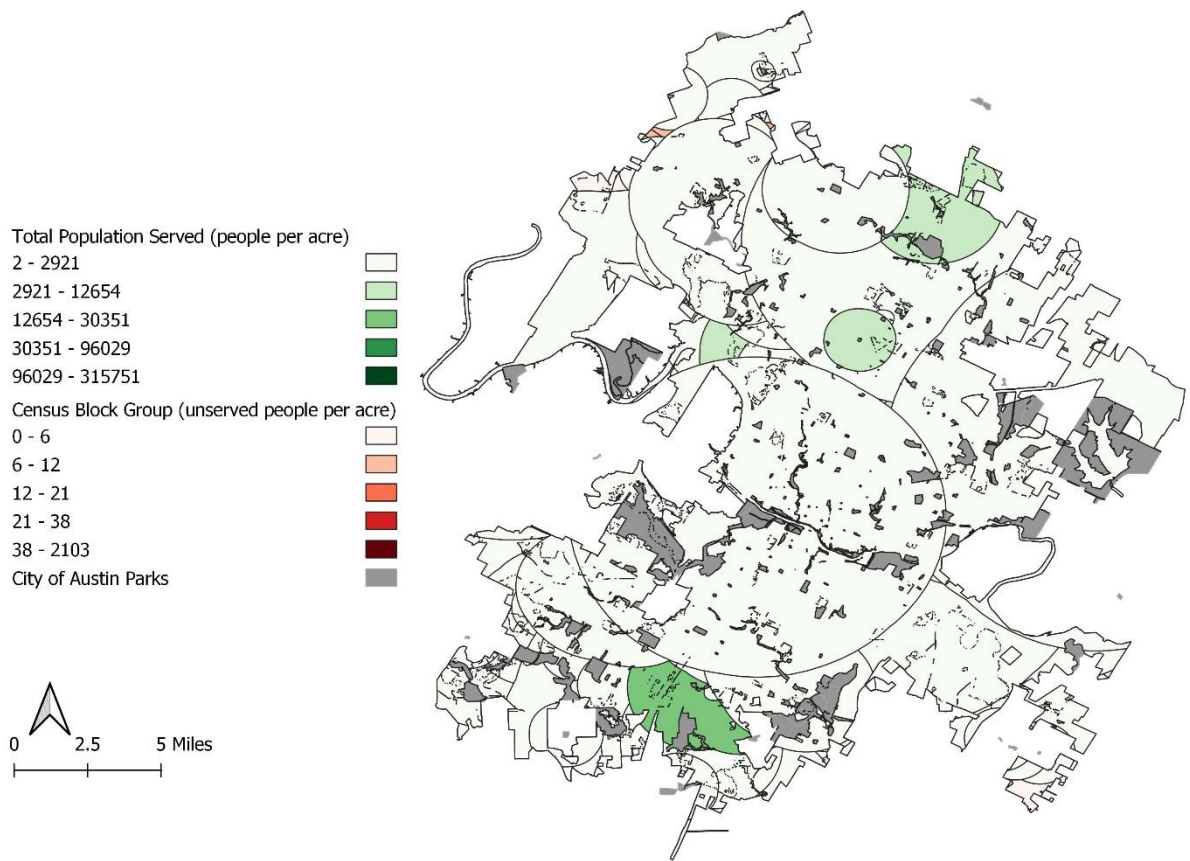 Total Population Served (people per acre)
2 - 2921
2921 - 12654
12654 - 30351
30351 - 96029
96029 - 315751
Census Block Group (unserved people per acre)
0 - 6
6 - 12
12 - 21
21 - 38
38 - 2103
City of Austin Parks
0 2.5 5 Miles